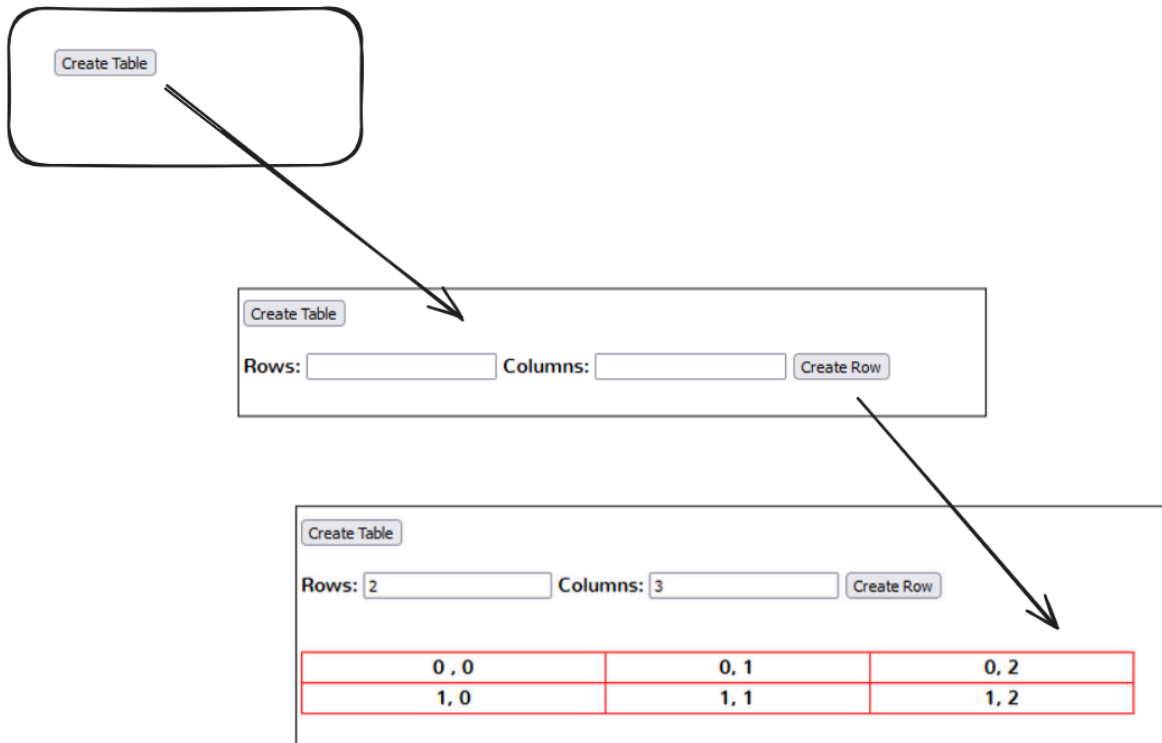 Create Table
Create Table
Rows: Columns: Create Row
Create Table
Rows: 2 Columns: 3 Create Row
0 , 0 0, 1 0, 2
1, 0 1, 1 1, 2